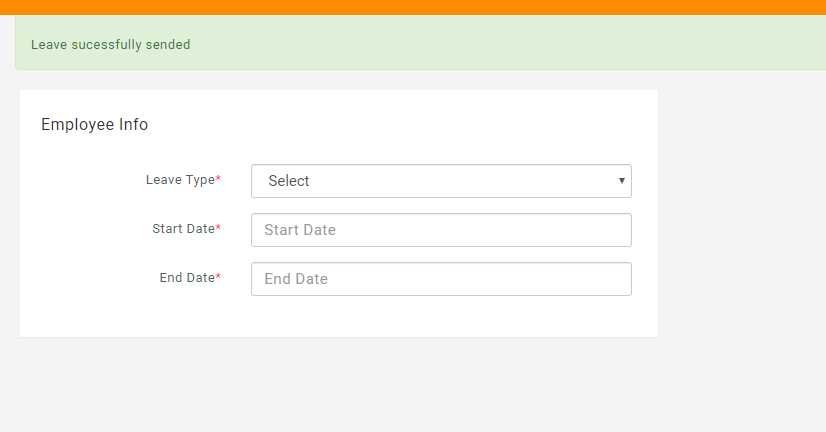 Leave sucessfully sended
Employee Info
Leave Type*
Select
Start Date*
Start Date
End Date*
End Date